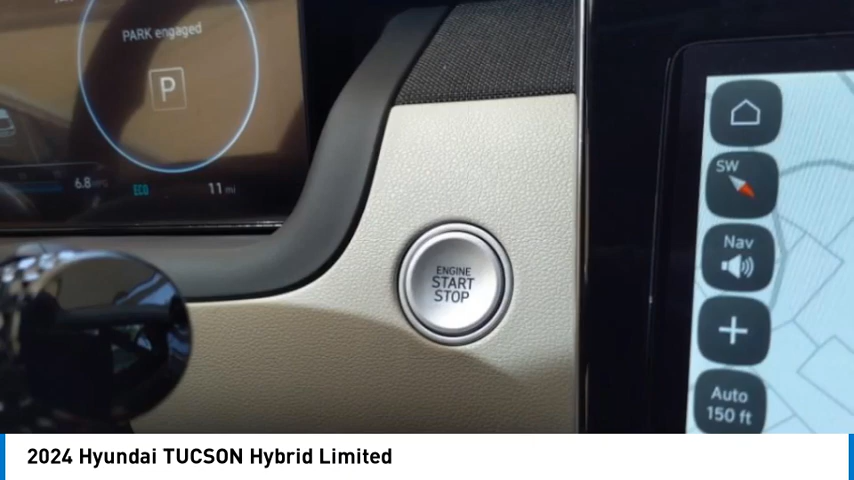 PARK engaged
P
6.8 MPG
ECO
11 mi
ENGINE
START
STOP
SW
Nav
+
Auto
150 ft
2024 Hyundai TUCSON Hybrid Limited